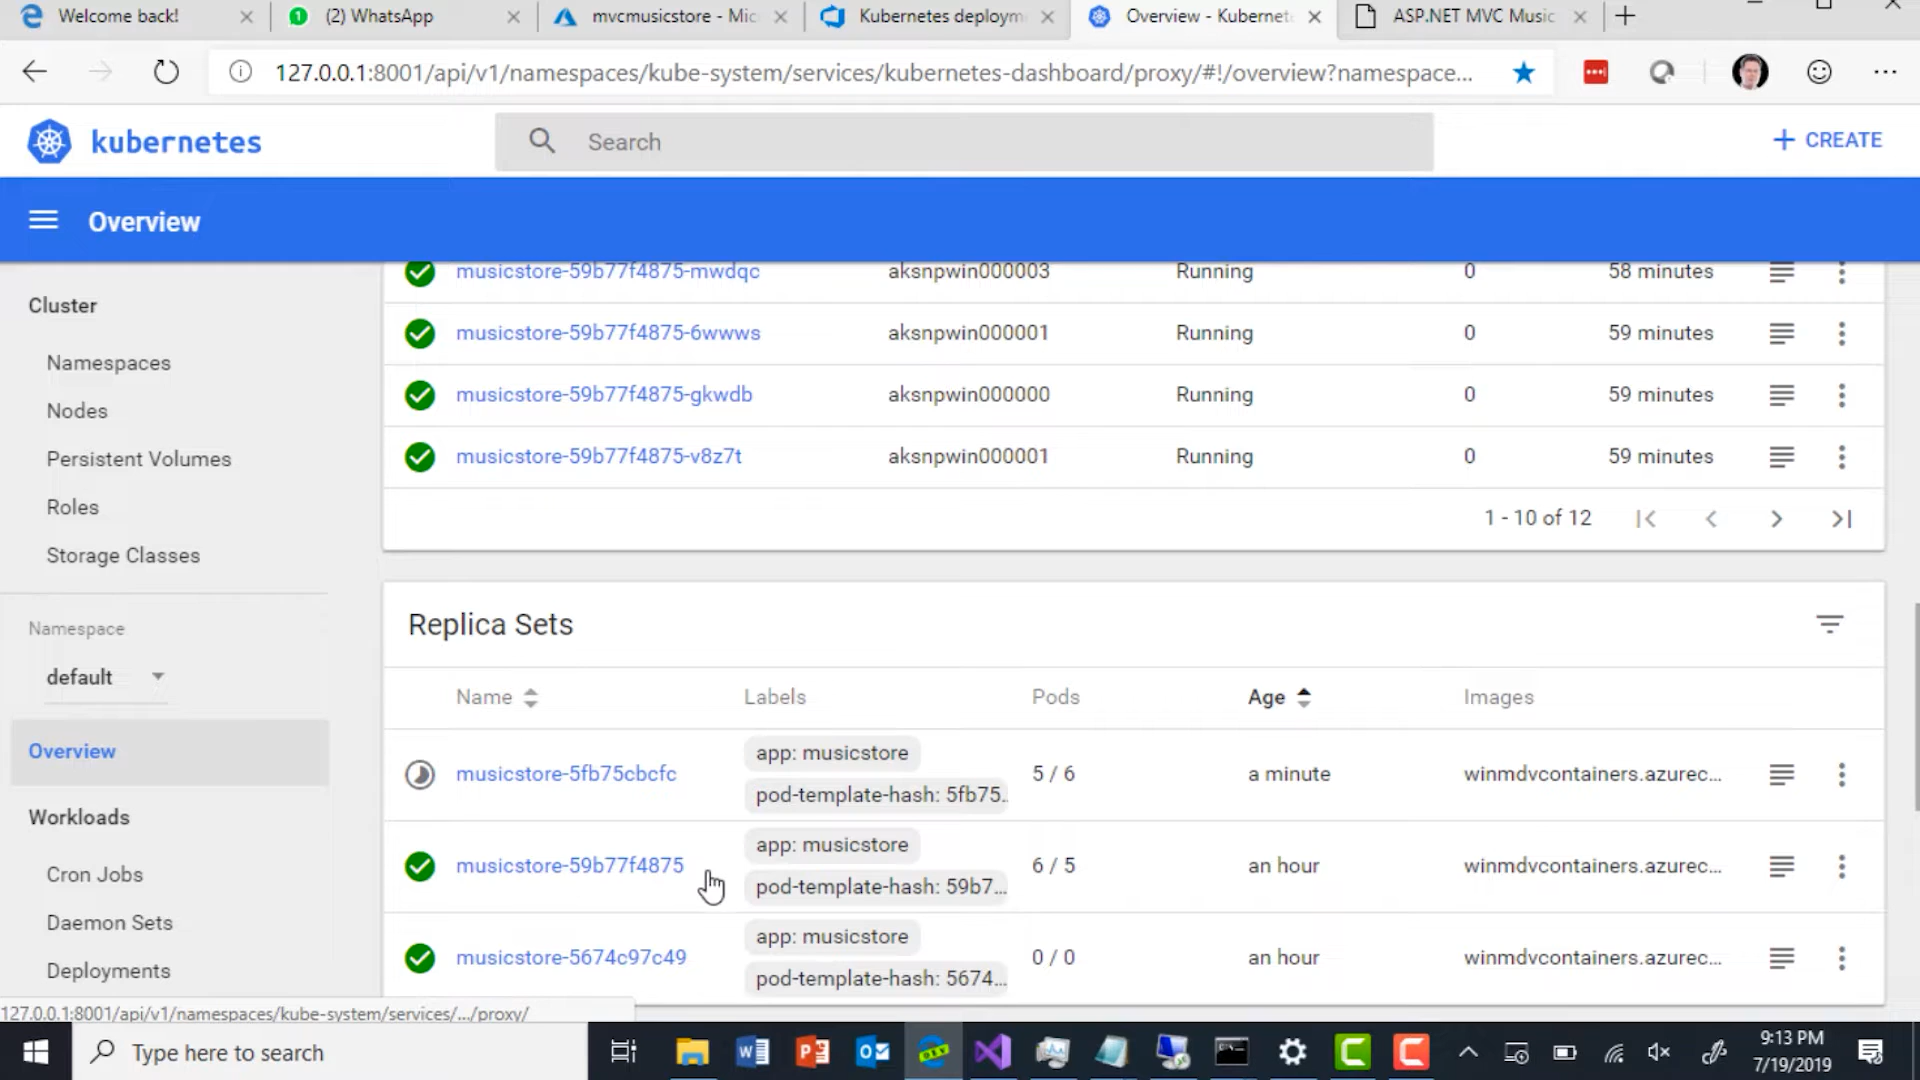 Welcome back!
(2) WhatsApp
mvcmusicstore - Mic
Kubernetes deploym
Overview - Kubernet
ASP.NET MVC Music
127.0.0.1:8001/api/v1/namespaces/kube-system/services/kubernetes-dashboard/proxy/#!/overview?namespace...
kubernetes
Search
+ CREATE
Overview
Cluster
Namespaces
Nodes
Persistent Volumes
Roles
Storage Classes
Namespace
default
Overview
Workloads
Cron Jobs
Daemon Sets
Deployments
musicstore-59b77f4875-mwdqc aksnpwin000003 Running 0 58 minutes
musicstore-59b77f4875-6wwws aksnpwin000001 Running 0 59 minutes
musicstore-59b77f4875-gkwdb aksnpwin000000 Running 0 59 minutes
musicstore-59b77f4875-v8z7t aksnpwin000001 Running 0 59 minutes
1 - 10 of 12
Replica Sets
Name Labels Pods Age Images
musicstore-5fb75cbcfc app: musicstore 5 / 6 a minute winmdvcontainers.azurec...
pod-template-hash: 5fb75...
musicstore-59b77f4875 app: musicstore 6 / 5 an hour winmdvcontainers.azurec...
pod-template-hash: 59b7...
musicstore-5674c97c49 app: musicstore 0 / 0 an hour winmdvcontainers.azurec...
pod-template-hash: 5674...
127.0.0.1:8001/api/v1/namespaces/kube-system/services/.../proxy/
Type here to search
9:13 PM
7/19/2019